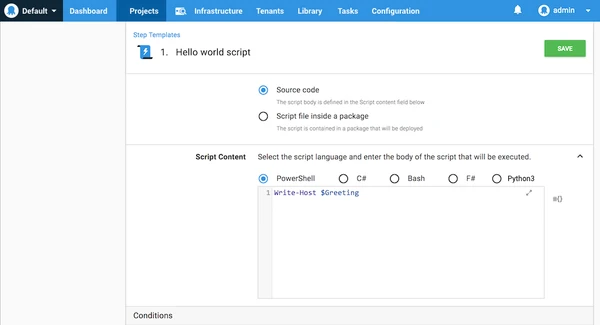 Default Dashboard Projects Infrastructure Tenants Library Tasks Configuration admin
Step Templates
1. Hello world script
SAVE
Source code
The script body is defined in the Script content field below
Script file inside a package
The script is contained in a package that will be deployed
Script Content Select the script language and enter the body of the script that will be executed.
PowerShell C# Bash F# Python3
1 Write-Host $Greeting
#{}
Conditions